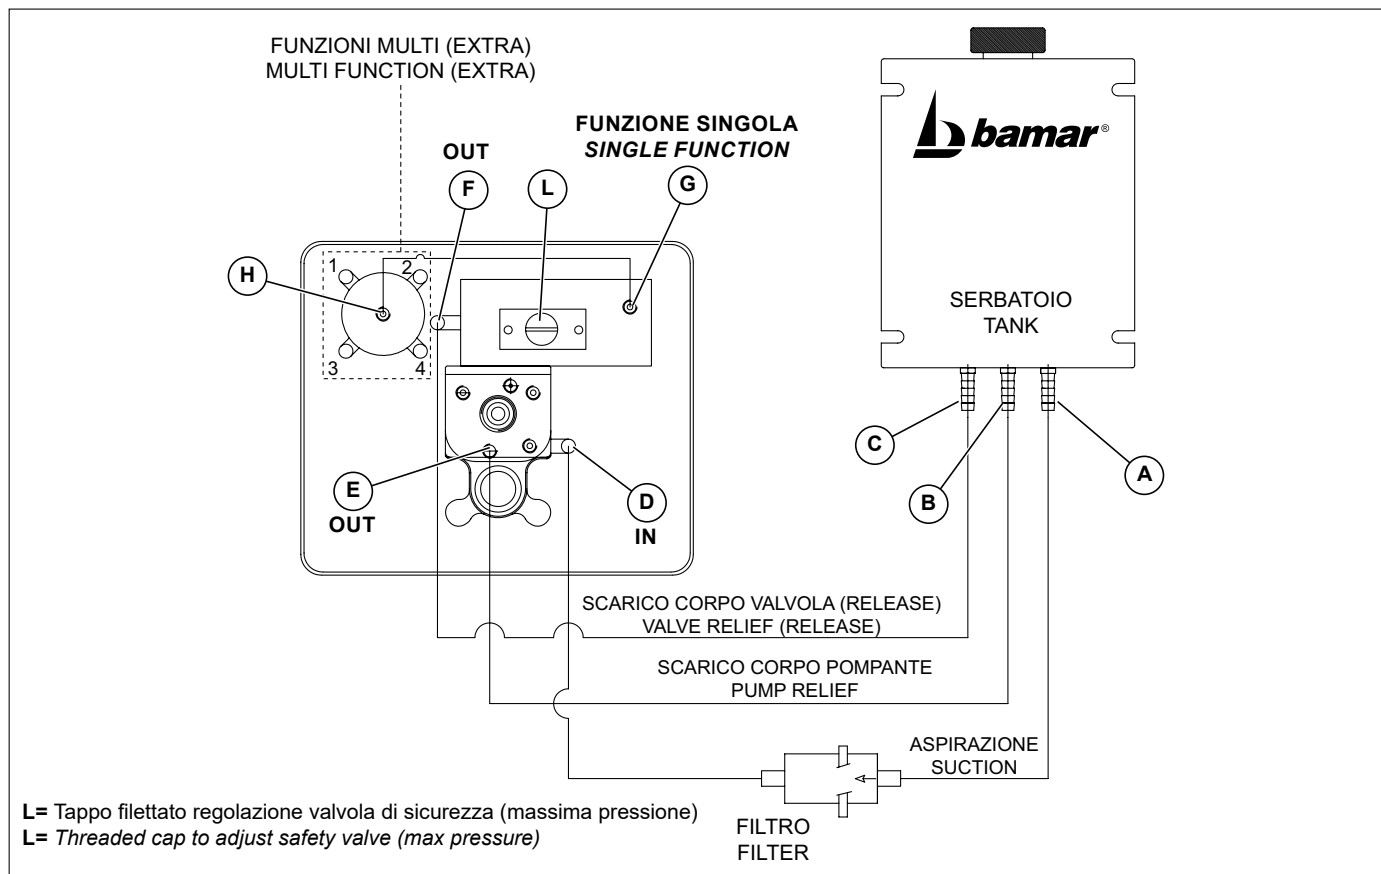 FUNZIONI MULTI (EXTRA)
MULTI FUNCTION (EXTRA)
FUNZIONE SINGOLA
SINGLE FUNCTION
OUT
F
L
G
H
1
2
3
4
bamar®
SERBATOIO
TANK
C
B
A
E
OUT
D
IN
SCARICO CORPO VALVOLA (RELEASE)
VALVE RELIEF (RELEASE)
SCARICO CORPO POMPANTE
PUMP RELIEF
ASPIRAZIONE
SUCTION
FILTRO
FILTER
L= Tappo filettato regolazione valvola di sicurezza (massima pressione)
L= Threaded cap to adjust safety valve (max pressure)